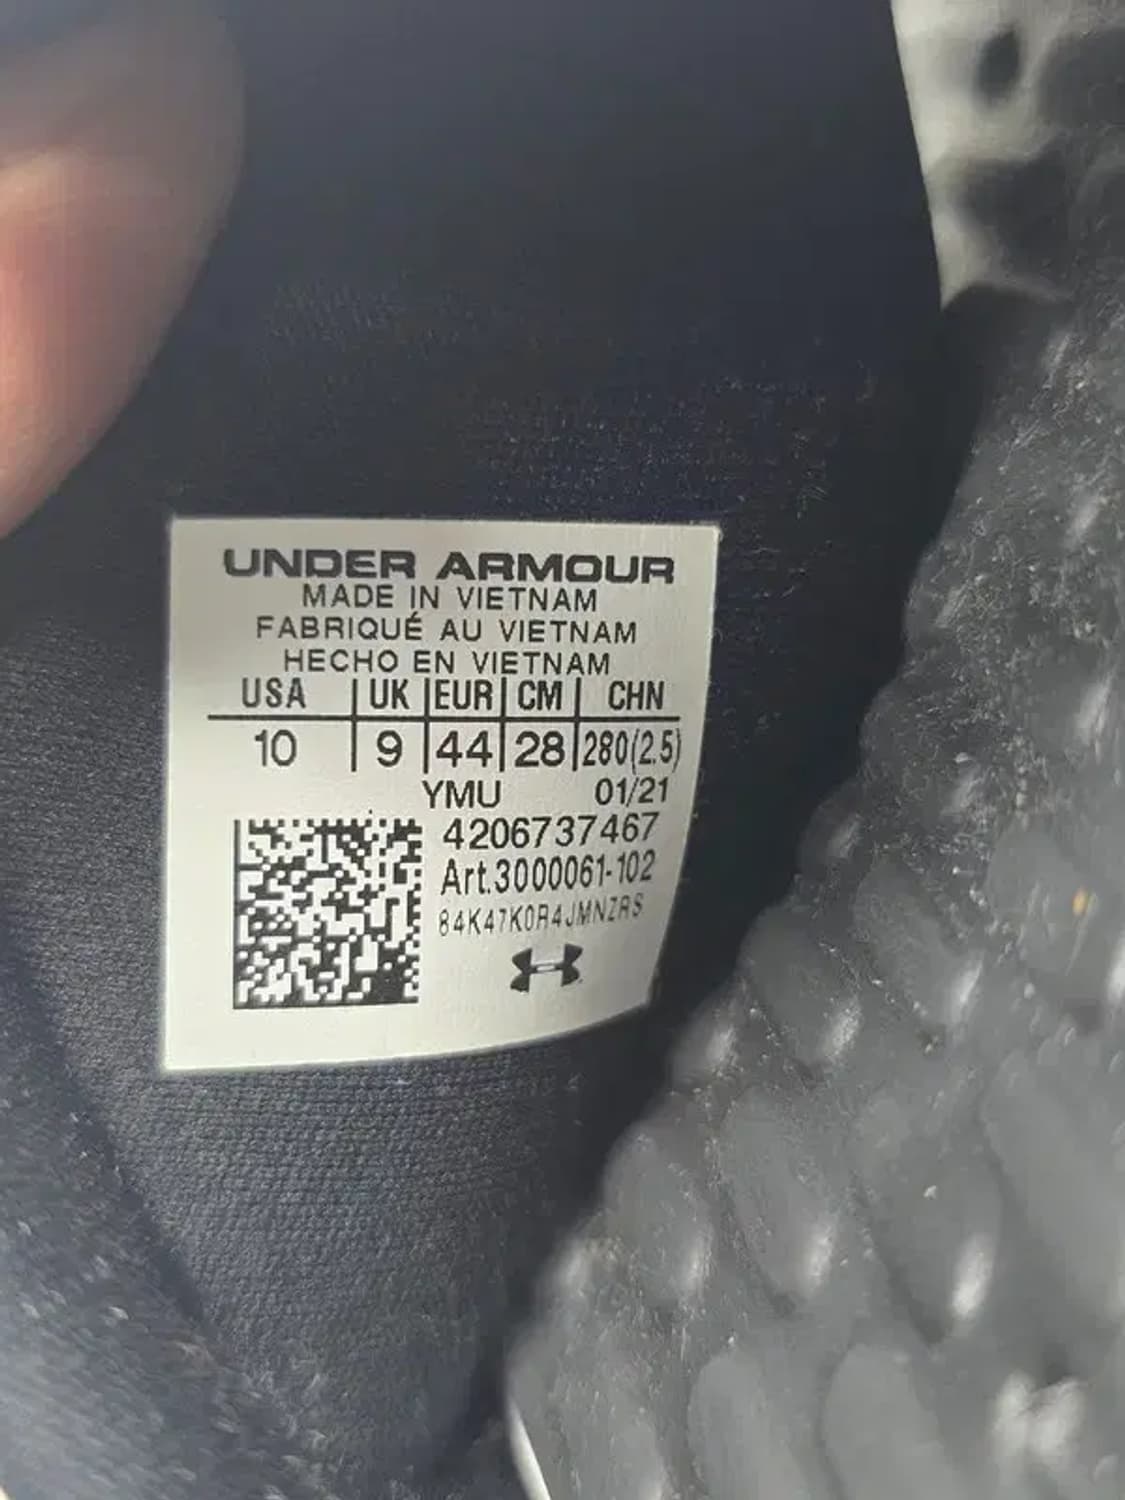 UNDER ARMOUR
MADE IN VIETNAM
FABRIQUÉ AU VIETNAM
HECHO EN VIETNAM
USA | UK | EUR | CM | CHN
10 | 9 | 44 | 28 | 280(2.5)
YMU 01/21
4206737467
Art.3000061-102
84K47K0R4JMNZRS